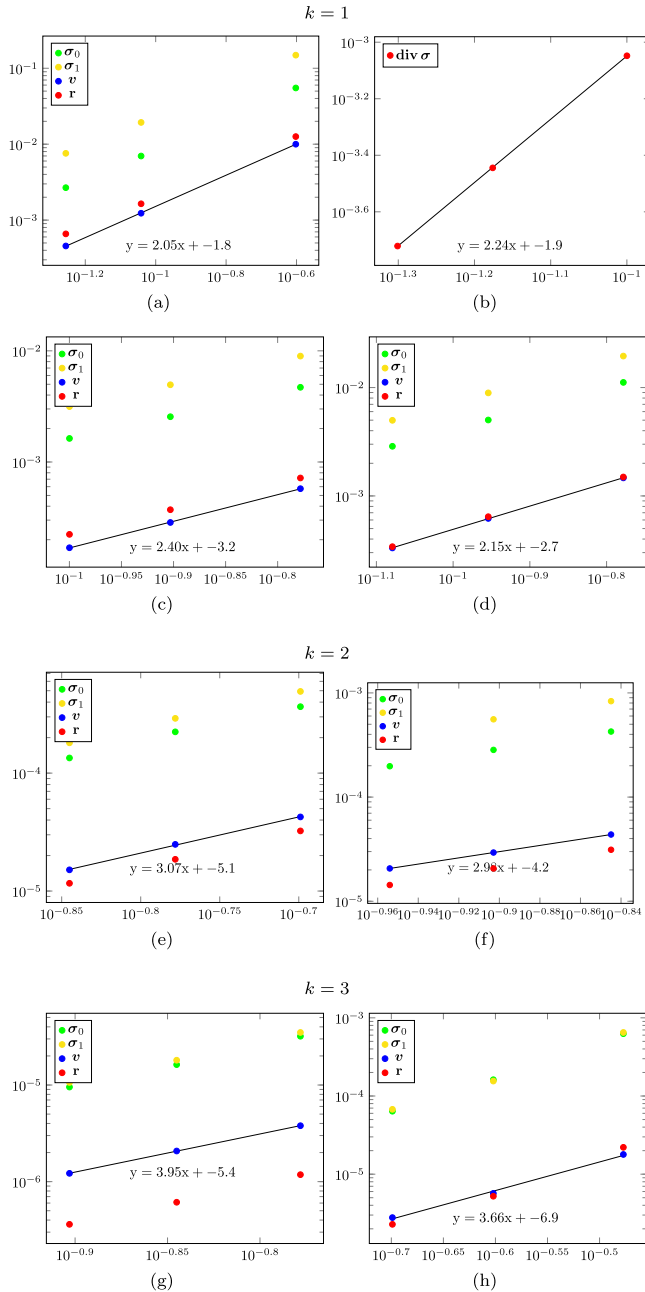 k = 1
σ₀
σ₁
v
r
10⁻¹
10⁻²
10⁻³
y = 2.05x + −1.8
10⁻¹·² 10⁻¹ 10⁻⁰·⁸ 10⁻⁰·⁶
(a)
div σ
10⁻³
10⁻³·²
10⁻³·⁴
10⁻³·⁶
y = 2.24x + −1.9
10⁻¹·³ 10⁻¹·² 10⁻¹·¹ 10⁻¹
(b)
σ₀
σ₁
v
r
10⁻²
10⁻³
y = 2.40x + −3.2
10⁻¹ 10⁻⁰·⁹⁵ 10⁻⁰·⁹ 10⁻⁰·⁸⁵ 10⁻⁰·⁸
(c)
σ₀
σ₁
v
r
10⁻²
10⁻³
y = 2.15x + −2.7
10⁻¹·¹ 10⁻¹ 10⁻⁰·⁹ 10⁻⁰·⁸
(d)
k = 2
σ₀
σ₁
v
r
10⁻⁴
10⁻⁵
y = 3.07x + −5.1
10⁻⁰·⁸⁵ 10⁻⁰·⁸ 10⁻⁰·⁷⁵ 10⁻⁰·⁷
(e)
σ₀
σ₁
v
r
10⁻³
10⁻⁴
10⁻⁵
y = 2.98x + −4.2
10⁻⁰·⁹⁶ 10⁻⁰·⁹⁴ 10⁻⁰·⁹² 10⁻⁰·⁹ 10⁻⁰·⁸⁸ 10⁻⁰·⁸⁶ 10⁻⁰·⁸⁴
(f)
k = 3
σ₀
σ₁
v
r
10⁻⁵
10⁻⁶
y = 3.95x + −5.4
10⁻⁰·⁹ 10⁻⁰·⁸⁵ 10⁻⁰·⁸
(g)
σ₀
σ₁
v
r
10⁻³
10⁻⁴
10⁻⁵
y = 3.66x + −6.9
10⁻⁰·⁷ 10⁻⁰·⁶⁵ 10⁻⁰·⁶ 10⁻⁰·⁵⁵ 10⁻⁰·⁵
(h)